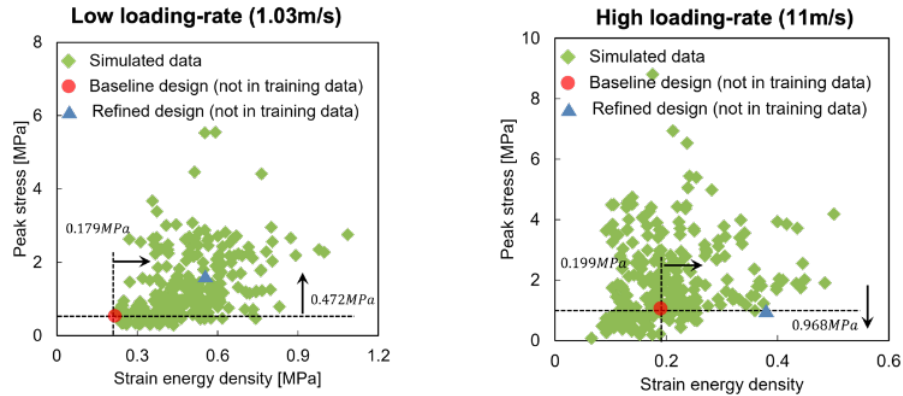 Low loading-rate (1.03m/s)
8
6
4
2
0
Peak stress [MPa]
Simulated data
Baseline design (not in training data)
Refined design (not in training data)
0.179MPa
0.472MPa
0
0.3
0.6
0.9
1.2
Strain energy density [MPa]
High loading-rate (11m/s)
10
8
6
4
2
0
Peak stress [MPa]
Simulated data
Baseline design (not in training data)
Refined design (not in training data)
0.199MPa
0.968MPa
0
0.2
0.4
0.6
Strain energy density